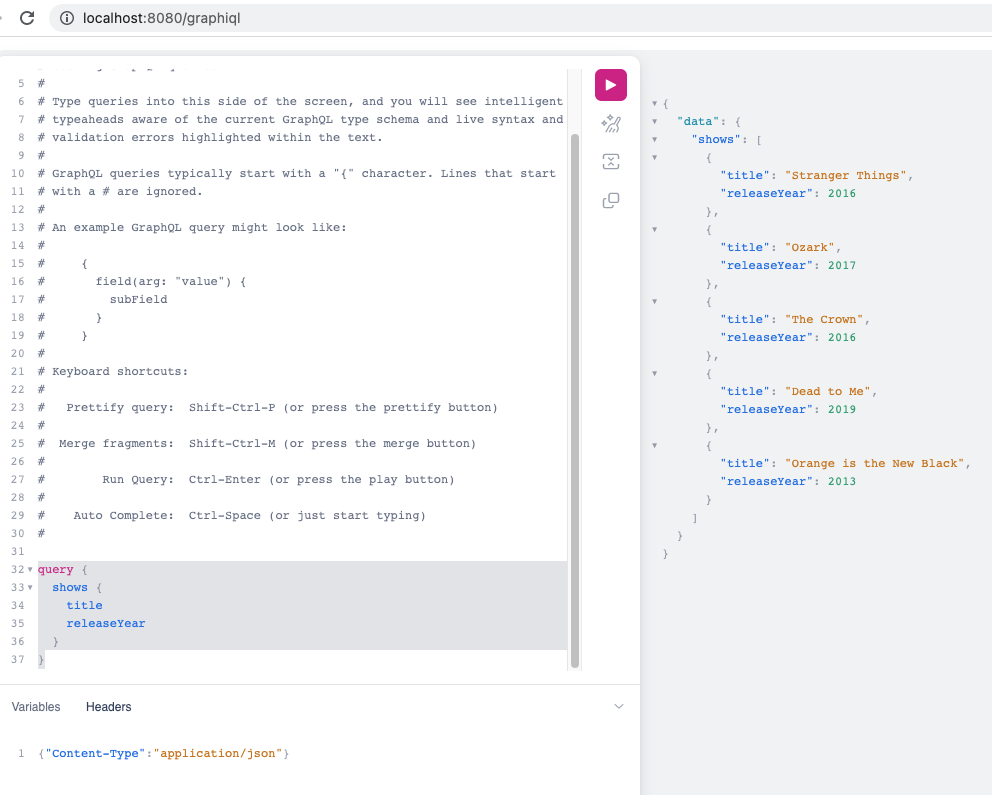 localhost:8080/graphiql
5 #
6 # Type queries into this side of the screen, and you will see intelligent
7 # typeaheads aware of the current GraphQL type schema and live syntax and
8 # validation errors highlighted within the text.
9 #
10 # GraphQL queries typically start with a "{" character. Lines that start
11 # with a # are ignored.
12 #
13 # An example GraphQL query might look like:
14 #
15 #     {
16 #       field(arg: "value") {
17 #         subField
18 #       }
19 #     }
20 #
21 # Keyboard shortcuts:
22 #
23 #   Prettify query:  Shift-Ctrl-P (or press the prettify button)
24 #
25 #  Merge fragments:  Shift-Ctrl-M (or press the merge button)
26 #
27 #        Run Query:  Ctrl-Enter (or press the play button)
28 #
29 #    Auto Complete:  Ctrl-Space (or just start typing)
30 #
31
32 query {
33   shows {
34     title
35     releaseYear
36   }
37 }
Variables Headers
1 {"Content-Type":"application/json"}
{
  "data": {
    "shows": [
      {
        "title": "Stranger Things",
        "releaseYear": 2016
      },
      {
        "title": "Ozark",
        "releaseYear": 2017
      },
      {
        "title": "The Crown",
        "releaseYear": 2016
      },
      {
        "title": "Dead to Me",
        "releaseYear": 2019
      },
      {
        "title": "Orange is the New Black",
        "releaseYear": 2013
      }
    ]
  }
}